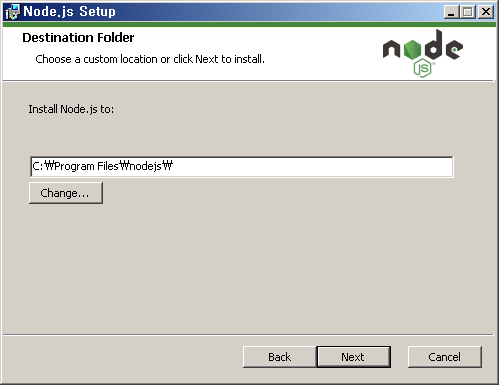 Node.js Setup
Destination Folder
Choose a custom location or click Next to install.
node
JS
Install Node.js to:
C:₩Program Files₩nodejs₩
Change...
Back Next Cancel